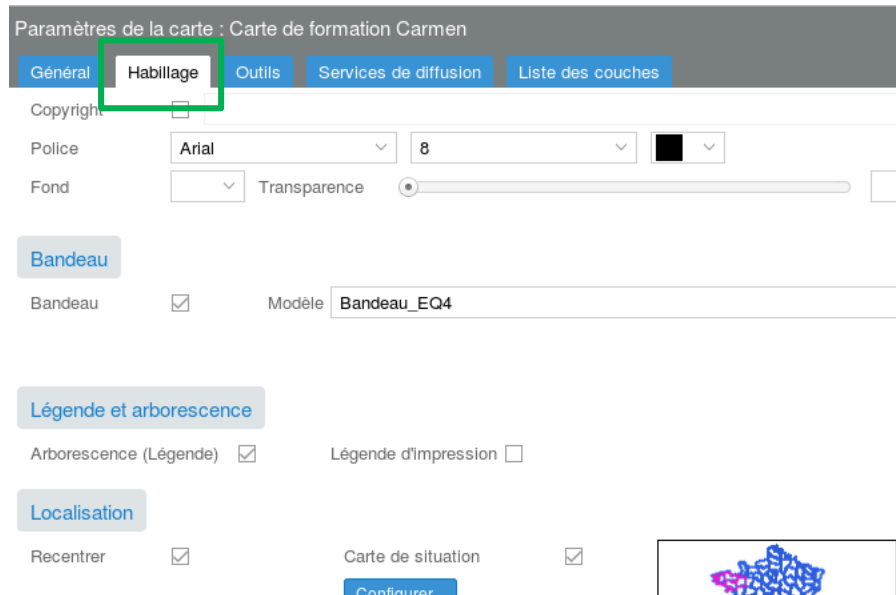 Paramètres de la carte : Carte de formation Carmen
Général Habillage Outils Services de diffusion Liste des couches
Copyright
Police Arial 8
Fond Transparence
Bandeau
Bandeau Modèle Bandeau_EQ4
Légende et arborescence
Arborescence (Légende) Légende d'impression
Localisation
Recentrer Carte de situation
Configurer...